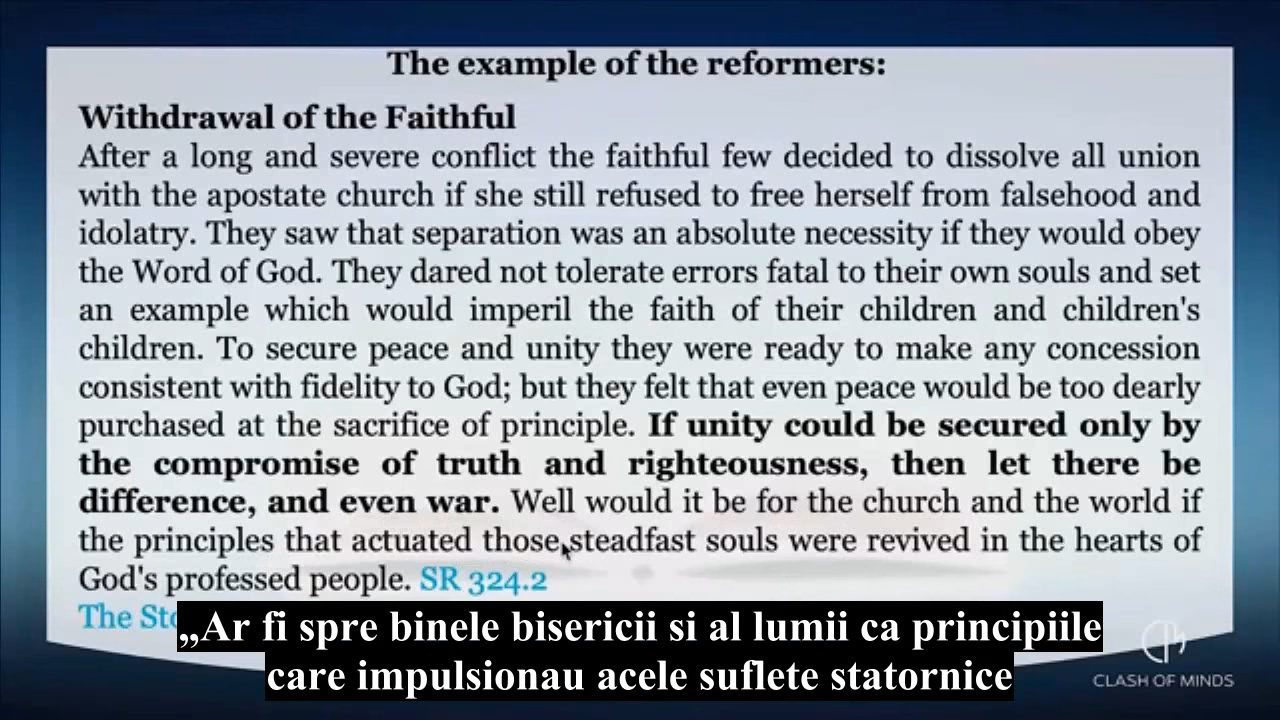 The example of the reformers:
Withdrawal of the Faithful
After a long and severe conflict the faithful few decided to dissolve all union
with the apostate church if she still refused to free herself from falsehood and
idolatry. They saw that separation was an absolute necessity if they would obey
the Word of God. They dared not tolerate errors fatal to their own souls and set
an example which would imperil the faith of their children and children's
children. To secure peace and unity they were ready to make any concession
consistent with fidelity to God; but they felt that even peace would be too dearly
purchased at the sacrifice of principle. If unity could be secured only by
the compromise of truth and righteousness, then let there be
difference, and even war. Well would it be for the church and the world if
the principles that actuated those steadfast souls were revived in the hearts of
God's professed people. SR 324.2
The
„Ar fi spre binele bisericii si al lumii ca principiile
care impulsionau acele suflete statornice
CLASH OF MINDS